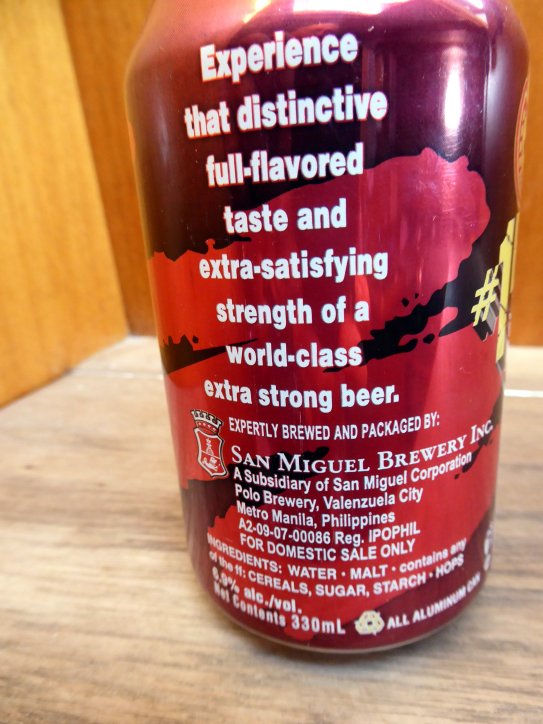 Experience
that distinctive
full-flavored
taste and
extra-satisfying
strength of a
world-class
extra strong beer.
EXPERTLY BREWED AND PACKAGED BY:
SAN MIGUEL BREWERY INC.
A Subsidiary of San Miguel Corporation
Polo Brewery, Valenzuela City
Metro Manila, Philippines
A2-09-07-00086 Reg. IPOPHIL
FOR DOMESTIC SALE ONLY
INGREDIENTS: WATER • MALT • contains any
of the ff: CEREALS, SUGAR, STARCH • HOPS
6.9% alc./vol.
Net Contents 330mL
ALL ALUMINUM CAN
#1